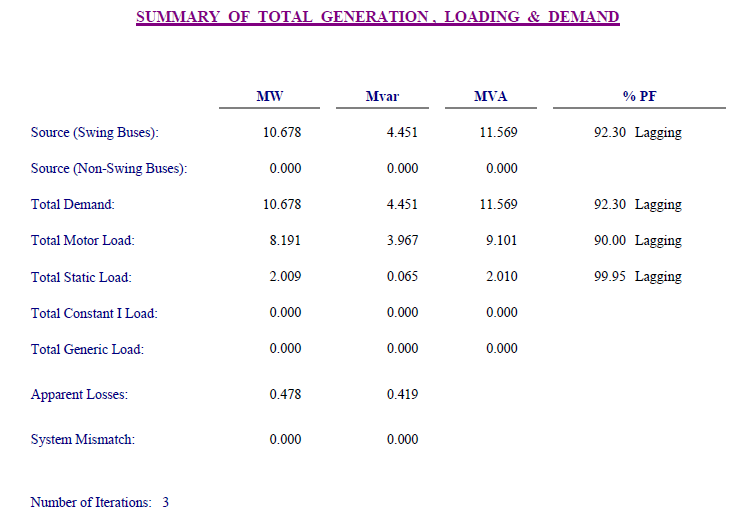 SUMMARY OF TOTAL GENERATION , LOADING & DEMAND
MW Mvar MVA % PF
Source (Swing Buses): 10.678 4.451 11.569 92.30 Lagging
Source (Non-Swing Buses): 0.000 0.000 0.000
Total Demand: 10.678 4.451 11.569 92.30 Lagging
Total Motor Load: 8.191 3.967 9.101 90.00 Lagging
Total Static Load: 2.009 0.065 2.010 99.95 Lagging
Total Constant I Load: 0.000 0.000 0.000
Total Generic Load: 0.000 0.000 0.000
Apparent Losses: 0.478 0.419
System Mismatch: 0.000 0.000
Number of Iterations: 3